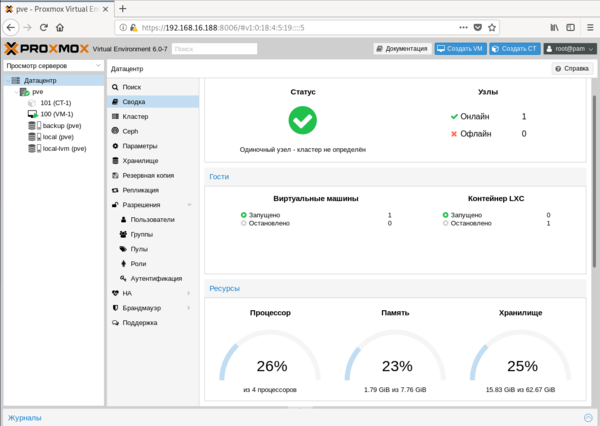 pve - Proxmox Virtual En
https://192.168.16.188:8006/#v1:0:18:4:5:19::::5
PROXMOX Virtual Environment 6.0-7 Поиск Документация Создать VM Создать CT root@pam
Просмотр серверов
Датацентр
pve
101 (CT-1)
100 (VM-1)
backup (pve)
local (pve)
local-lvm (pve)
Датацентр Справка
Поиск
Сводка
Кластер
Ceph
Параметры
Хранилище
Резервная копия
Репликация
Разрешения
Пользователи
Группы
Пулы
Роли
Аутентификация
HA
Брандмауэр
Поддержка
Статус
Одиночный узел - кластер не определён
Узлы
Онлайн 1
Офлайн 0
Гости
Виртуальные машины
Запущено 1
Остановлено 0
Контейнер LXC
Запущено 0
Остановлено 1
Ресурсы
Процессор
26%
из 4 процессоров
Память
23%
1.79 GiB из 7.76 GiB
Хранилище
25%
15.83 GiB из 62.67 GiB
Журналы